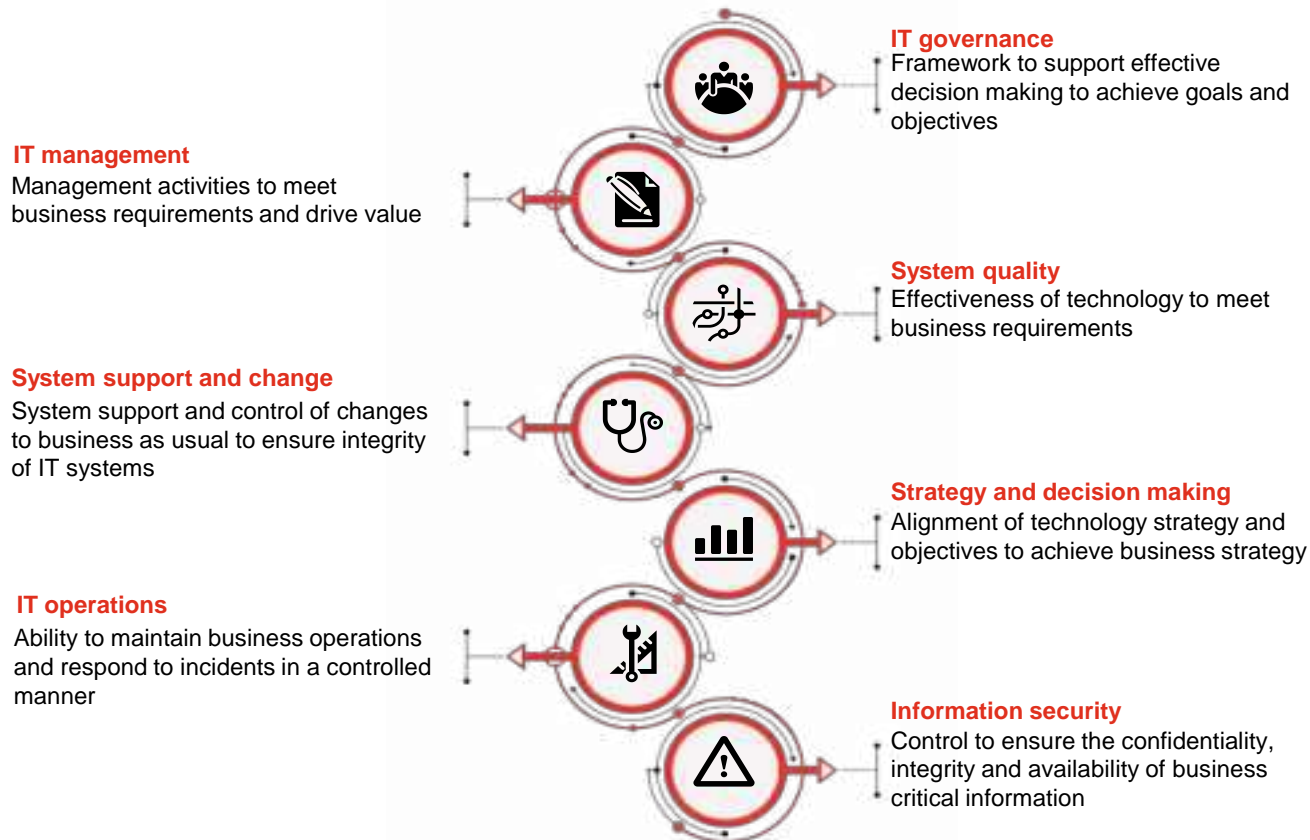 IT governance
Framework to support effective
decision making to achieve goals and
objectives
IT management
Management activities to meet
business requirements and drive value
System quality
Effectiveness of technology to meet
business requirements
System support and change
System support and control of changes
to business as usual to ensure integrity
of IT systems
Strategy and decision making
Alignment of technology strategy and
objectives to achieve business strategy
IT operations
Ability to maintain business operations
and respond to incidents in a controlled
manner
Information security
Control to ensure the confidentiality,
integrity and availability of business
critical information